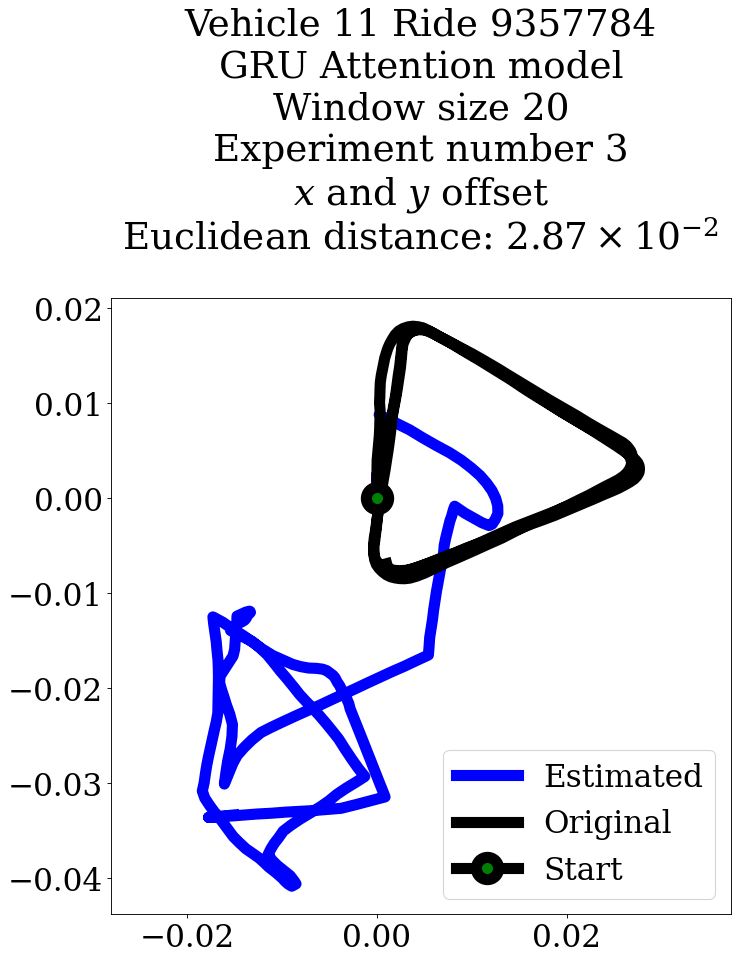 Vehicle 11 Ride 9357784
GRU Attention model
Window size 20
Experiment number 3
x and y offset
Euclidean distance: 2.87 × 10⁻²
0.02
0.01
0.00
−0.01
−0.02
−0.03
−0.04
−0.02 0.00 0.02
Estimated
Original
Start